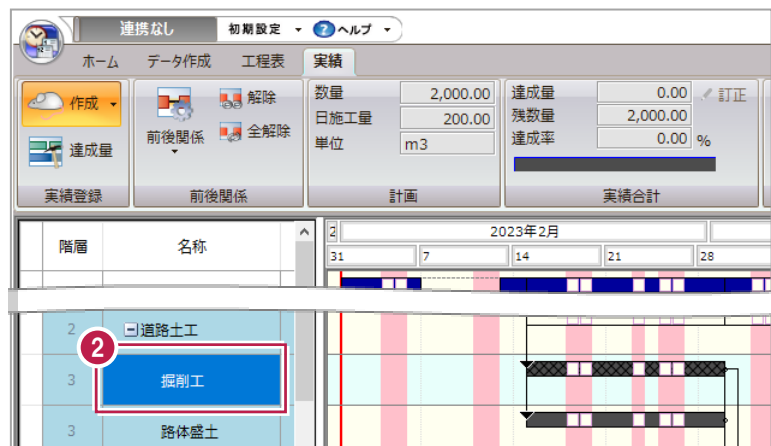 連携なし 初期設定 ? ヘルプ
ホーム データ作成 工程表 実績
作成 解除 数量 2,000.00 達成量 0.00 訂正
前後関係 日施工量 200.00 残数量 2,000.00
達成量 全解除 単位 m3 達成率 0.00 %
実績登録 前後関係 計画 実績合計
階層 名称 2 2023年2月
31 7 14 21 28
2 道路土工
2
3 掘削工
3 路体盛土